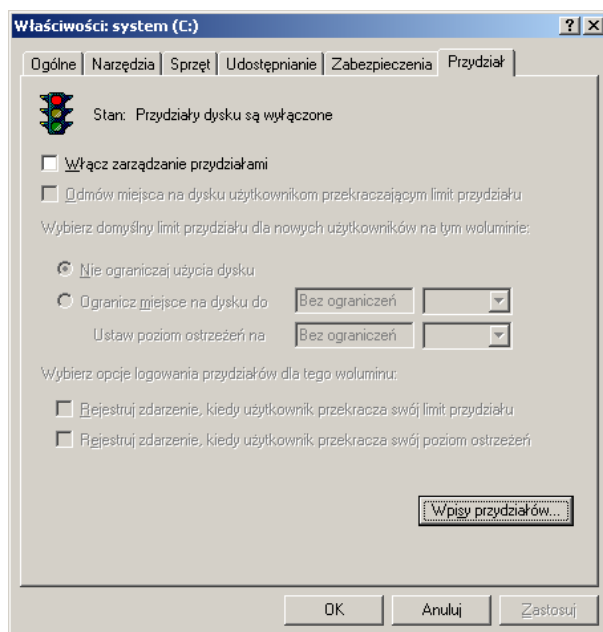 Właściwości: system (C:)
Ogólne Narzędzia Sprzęt Udostępnianie Zabezpieczenia Przydział
Stan: Przydziały dysku są wyłączone
Włącz zarządzanie przydziałami
Odmów miejsca na dysku użytkownikom przekraczającym limit przydziału
Wybierz domyślny limit przydziału dla nowych użytkowników na tym woluminie:
Nie ograniczaj użycia dysku
Ogranicz miejsce na dysku do Bez ograniczeń
Ustaw poziom ostrzeżeń na Bez ograniczeń
Wybierz opcje logowania przydziałów dla tego woluminu:
Rejestruj zdarzenie, kiedy użytkownik przekracza swój limit przydziału
Rejestruj zdarzenie, kiedy użytkownik przekracza swój poziom ostrzeżeń
Wpisy przydziałów...
OK Anuluj Zastosuj